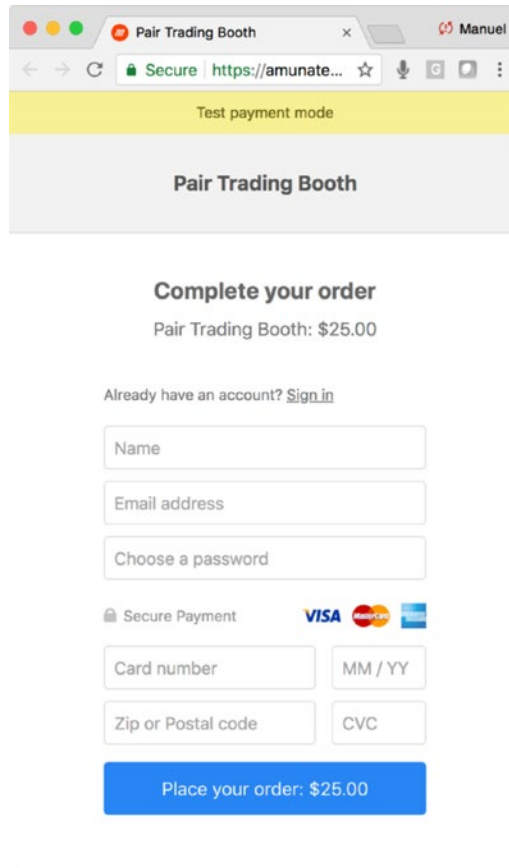 Pair Trading Booth
Manuel
Secure https://amunate...
Test payment mode
Pair Trading Booth
Complete your order
Pair Trading Booth: $25.00
Already have an account? Sign in
Name
Email address
Choose a password
Secure Payment VISA MasterCard
Card number MM / YY
Zip or Postal code CVC
Place your order: $25.00